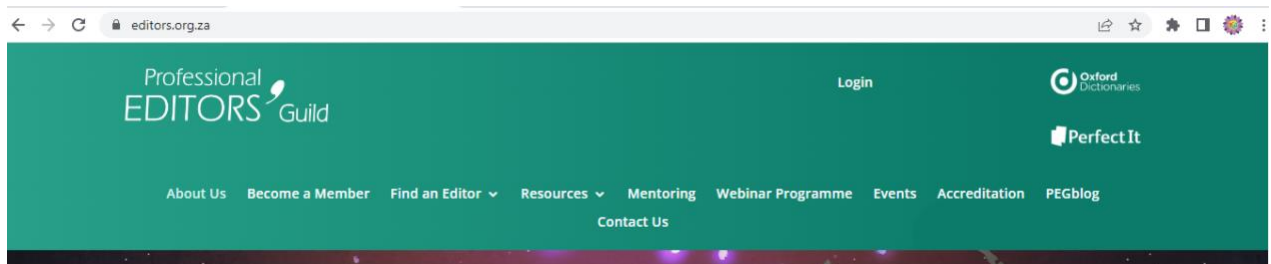 editors.org.za
Professional
EDITORS' Guild
Login
Oxford
Dictionaries
PerfectIt
About Us Become a Member Find an Editor Resources Mentoring Webinar Programme Events Accreditation PEGblog
Contact Us